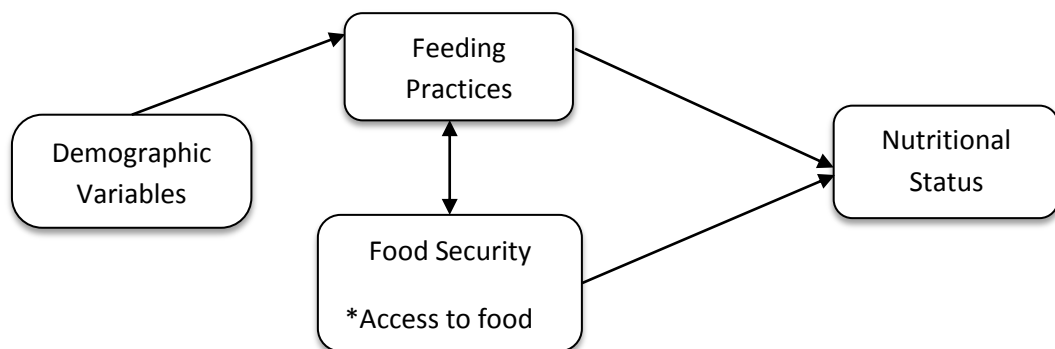 Feeding
Practices
Demographic
Variables
Nutritional
Status
Food Security
*Access to food